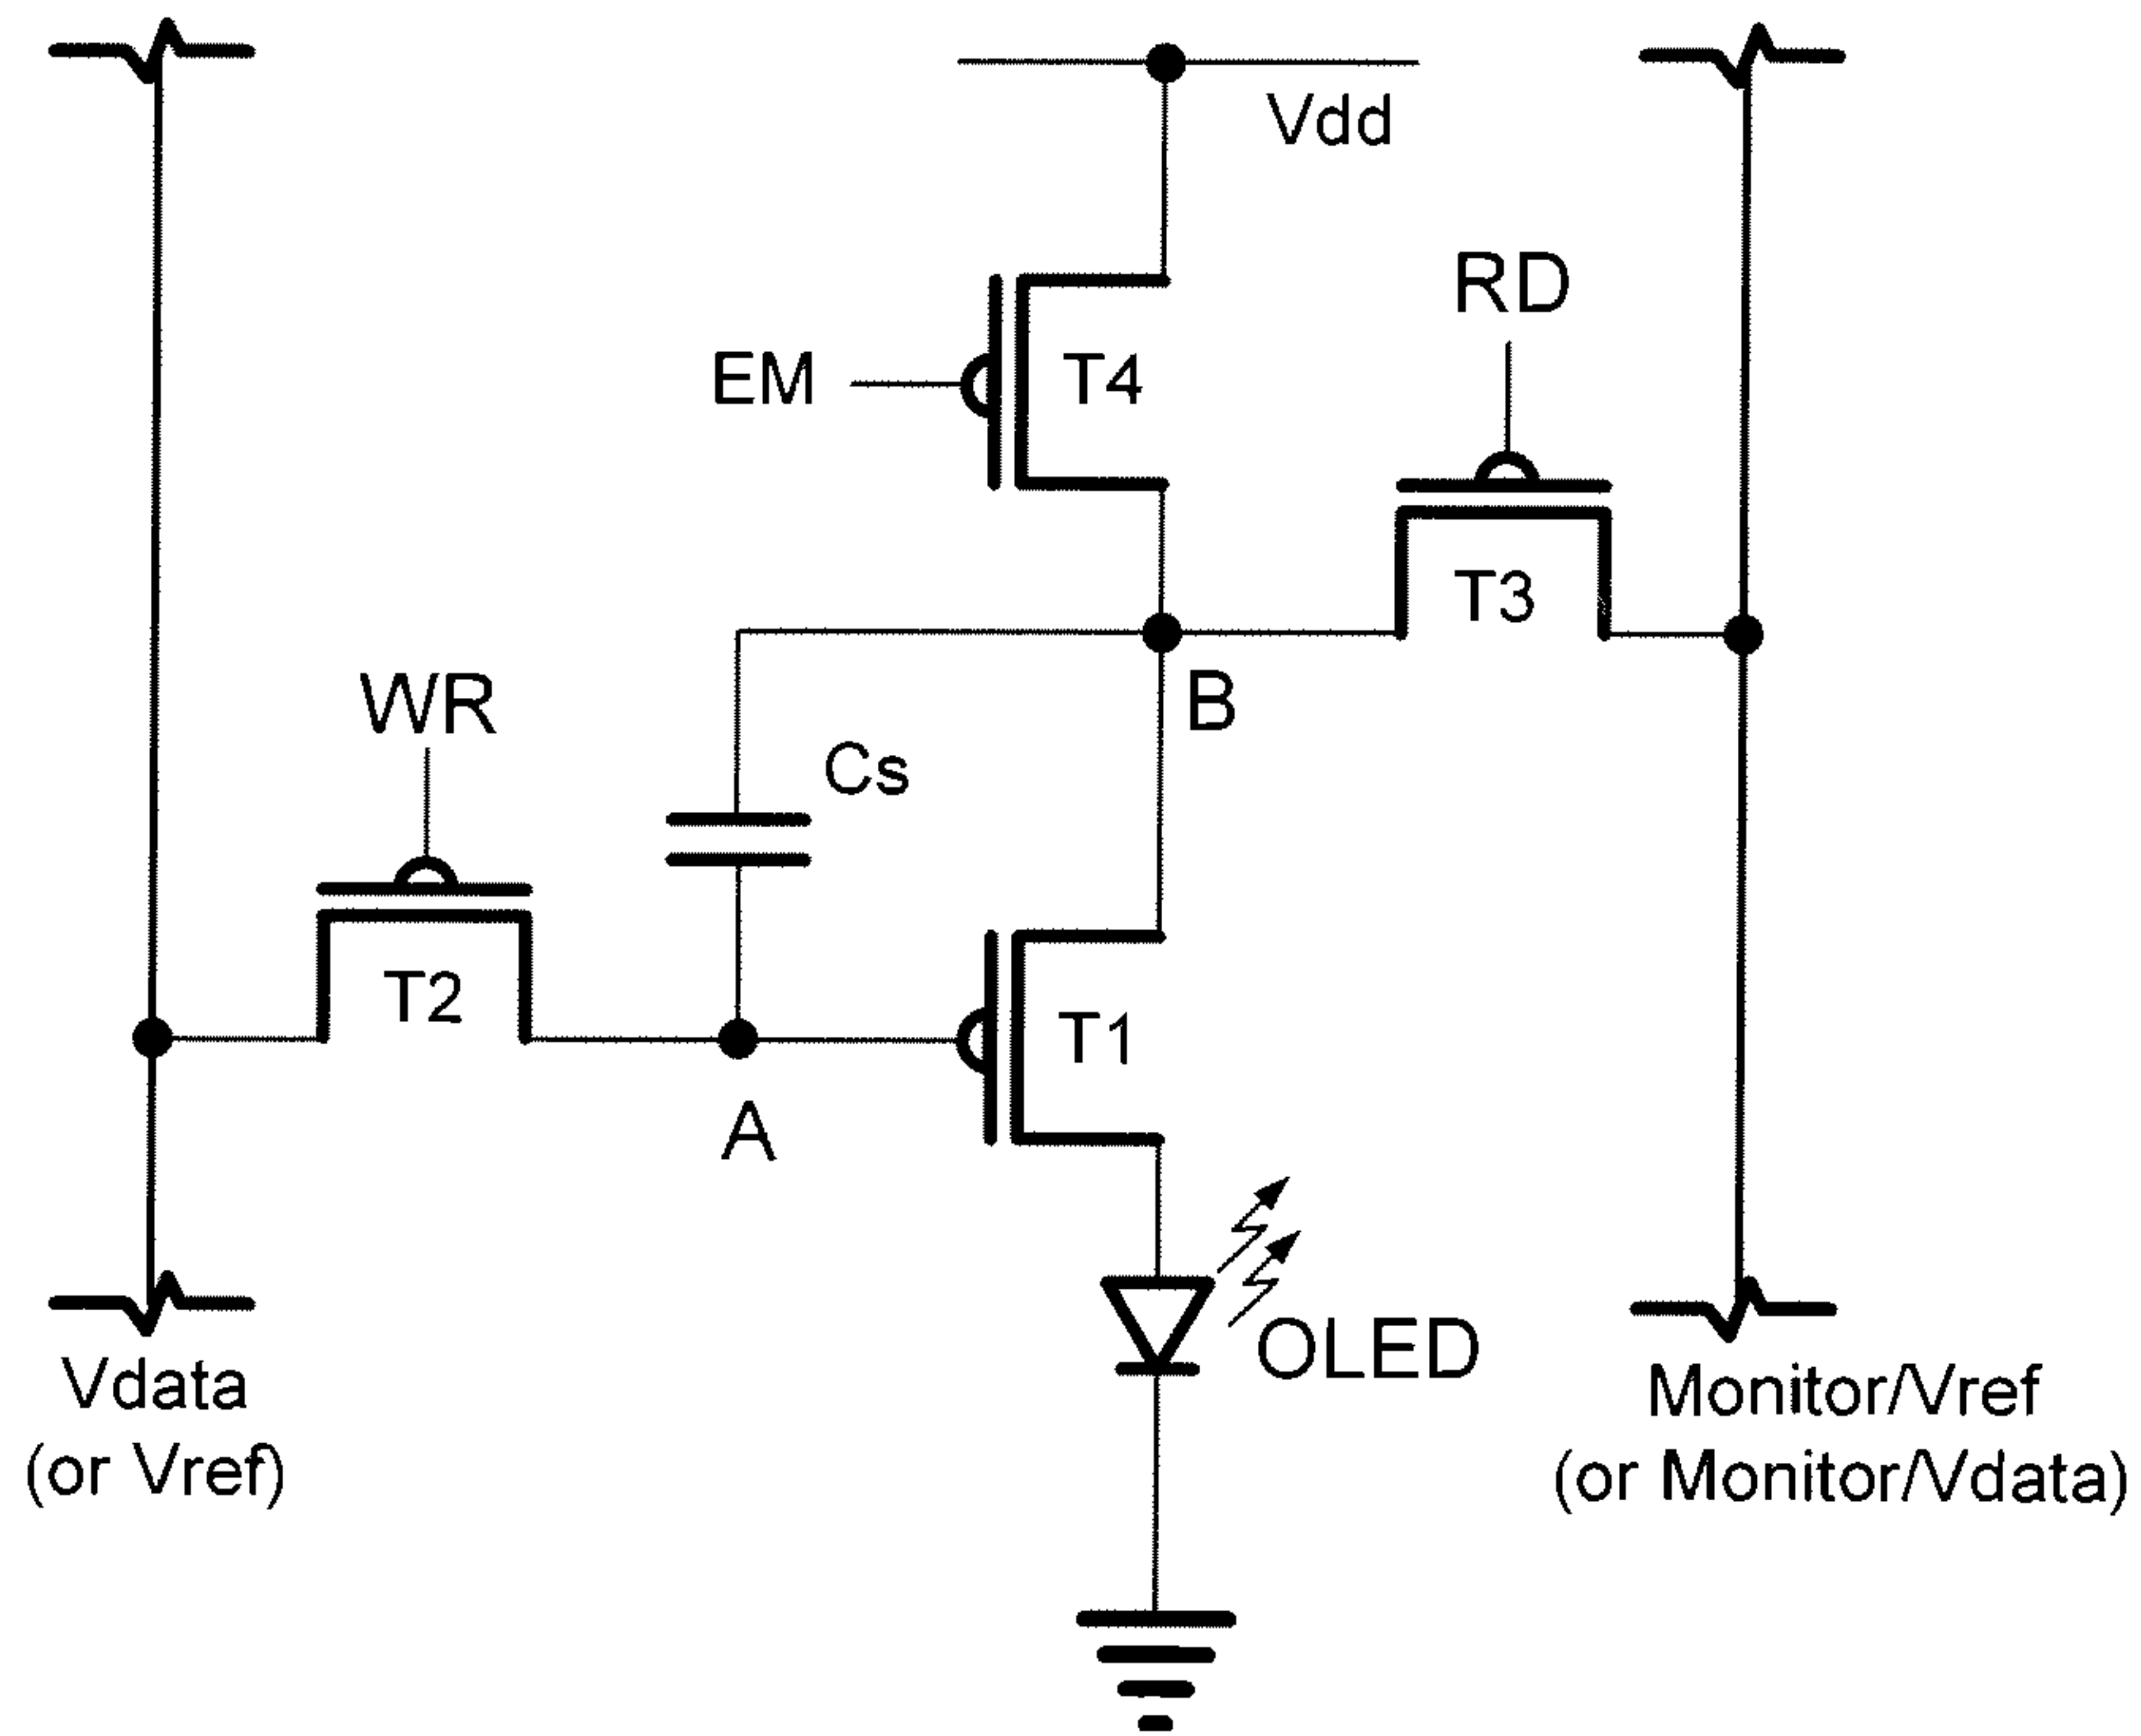 Vdd
RD
EM
T4
T3
WR
B
Cs
T2
T1
A
OLED
Vdata
(or Vref)
Monitor/Vref
(or Monitor/Vdata)